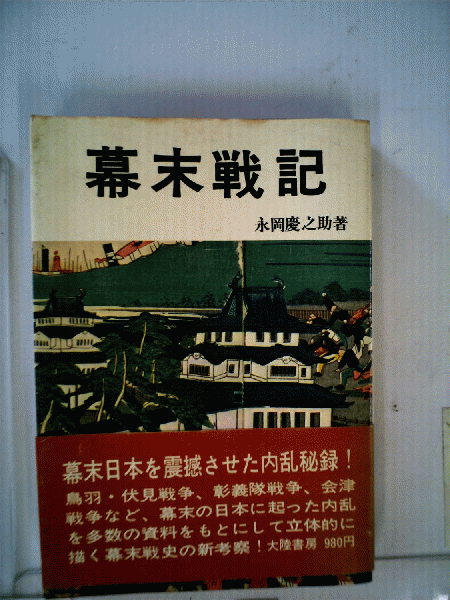 幕末戦記
永岡慶之助著
幕末日本を震撼させた内乱秘録！
鳥羽・伏見戦争、彰義隊戦争、会津
戦争など、幕末の日本に起った内乱
を多数の資料をもとにして立体的に
描く幕末戦史の新考察！大陸書房 980円